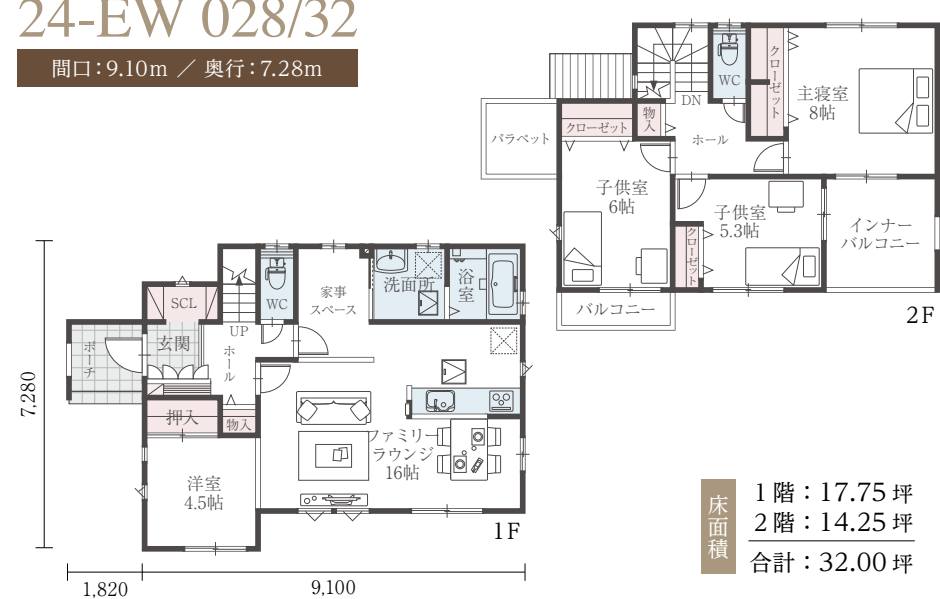 24-EW 028/32
間口：9.10m ／ 奥行：7.28m
クローゼット
WC
主寝室
8帖
DN
物入
クローゼット
ホール
パラペット
子供室
6帖
子供室
5.3帖
クローゼット
インナー
バルコニー
バルコニー
2F
SCL
WC
家事
スペース
洗面所
浴室
UP
玄関
ポーチ
ホール
押入
物入
ファミリー
ラウンジ
16帖
洋室
4.5帖
1F
7,280
1,820
9,100
床面積
1階：17.75坪
2階：14.25坪
合計：32.00坪